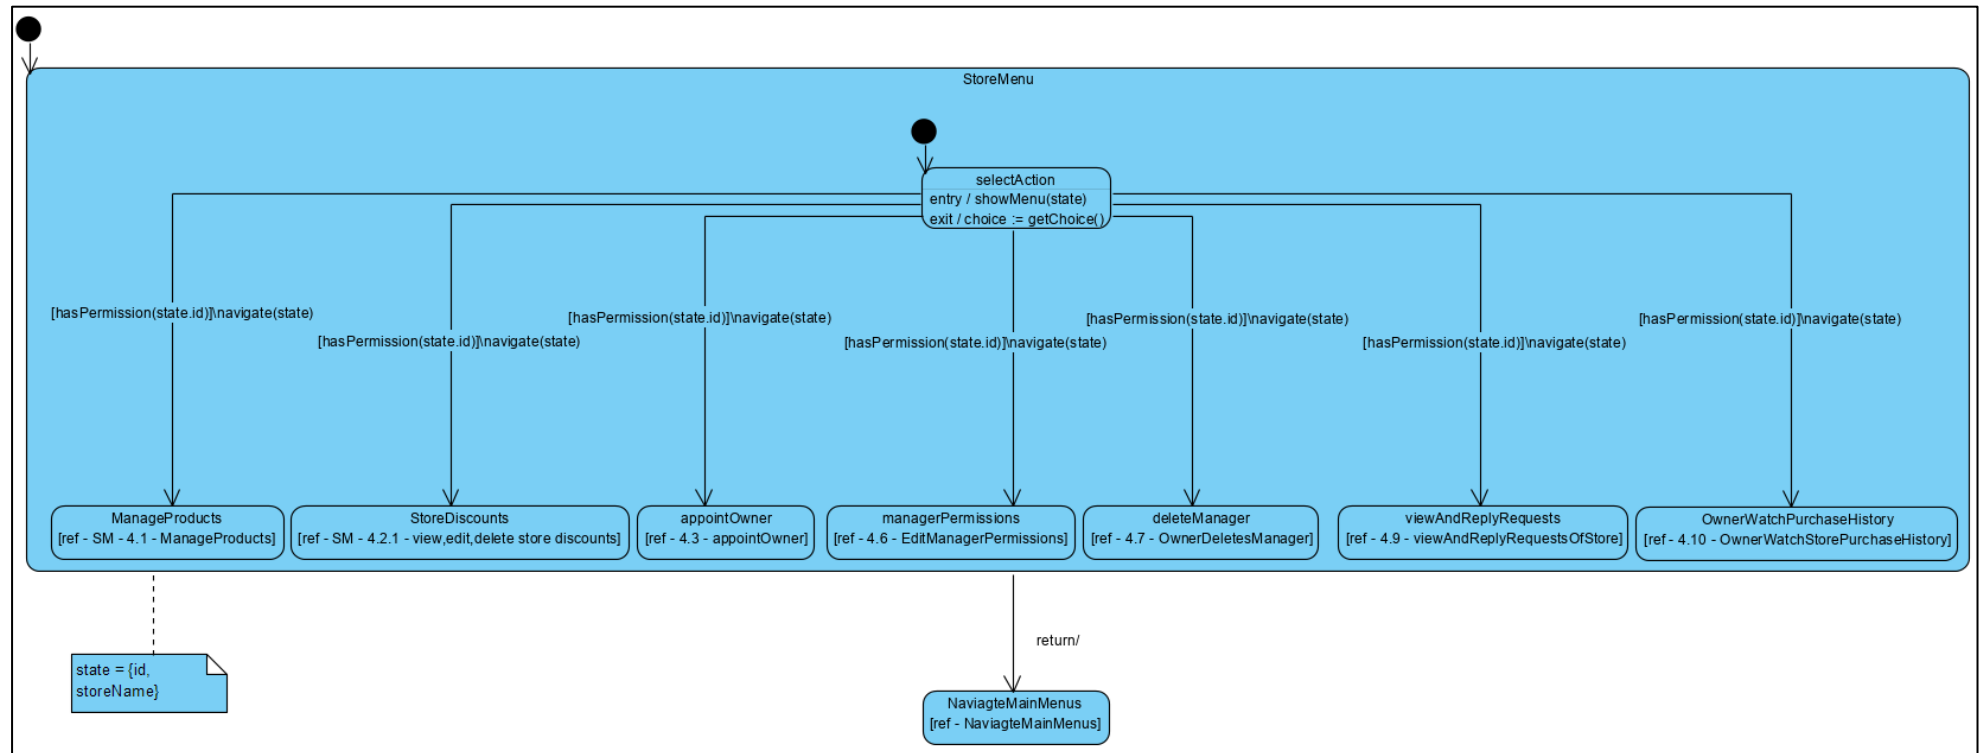 StoreMenu
selectAction
entry / showMenu(state)
exit / choice := getChoice()
[hasPermission(state.id)]\navigate(state)
[hasPermission(state.id)]\navigate(state)
[hasPermission(state.id)]\navigate(state)
[hasPermission(state.id)]\navigate(state)
[hasPermission(state.id)]\navigate(state)
[hasPermission(state.id)]\navigate(state)
[hasPermission(state.id)]\navigate(state)
ManageProducts
[ref - SM - 4.1 - ManageProducts]
StoreDiscounts
[ref - SM - 4.2.1 - view,edit,delete store discounts]
appointOwner
[ref - 4.3 - appointOwner]
managerPermissions
[ref - 4.6 - EditManagerPermissions]
deleteManager
[ref - 4.7 - OwnerDeletesManager]
viewAndReplyRequests
[ref - 4.9 - viewAndReplyRequestsOfStore]
OwnerWatchPurchaseHistory
[ref - 4.10 - OwnerWatchStorePurchaseHistory]
return/
state = {id,
storeName}
NaviagteMainMenus
[ref - NaviagteMainMenus]